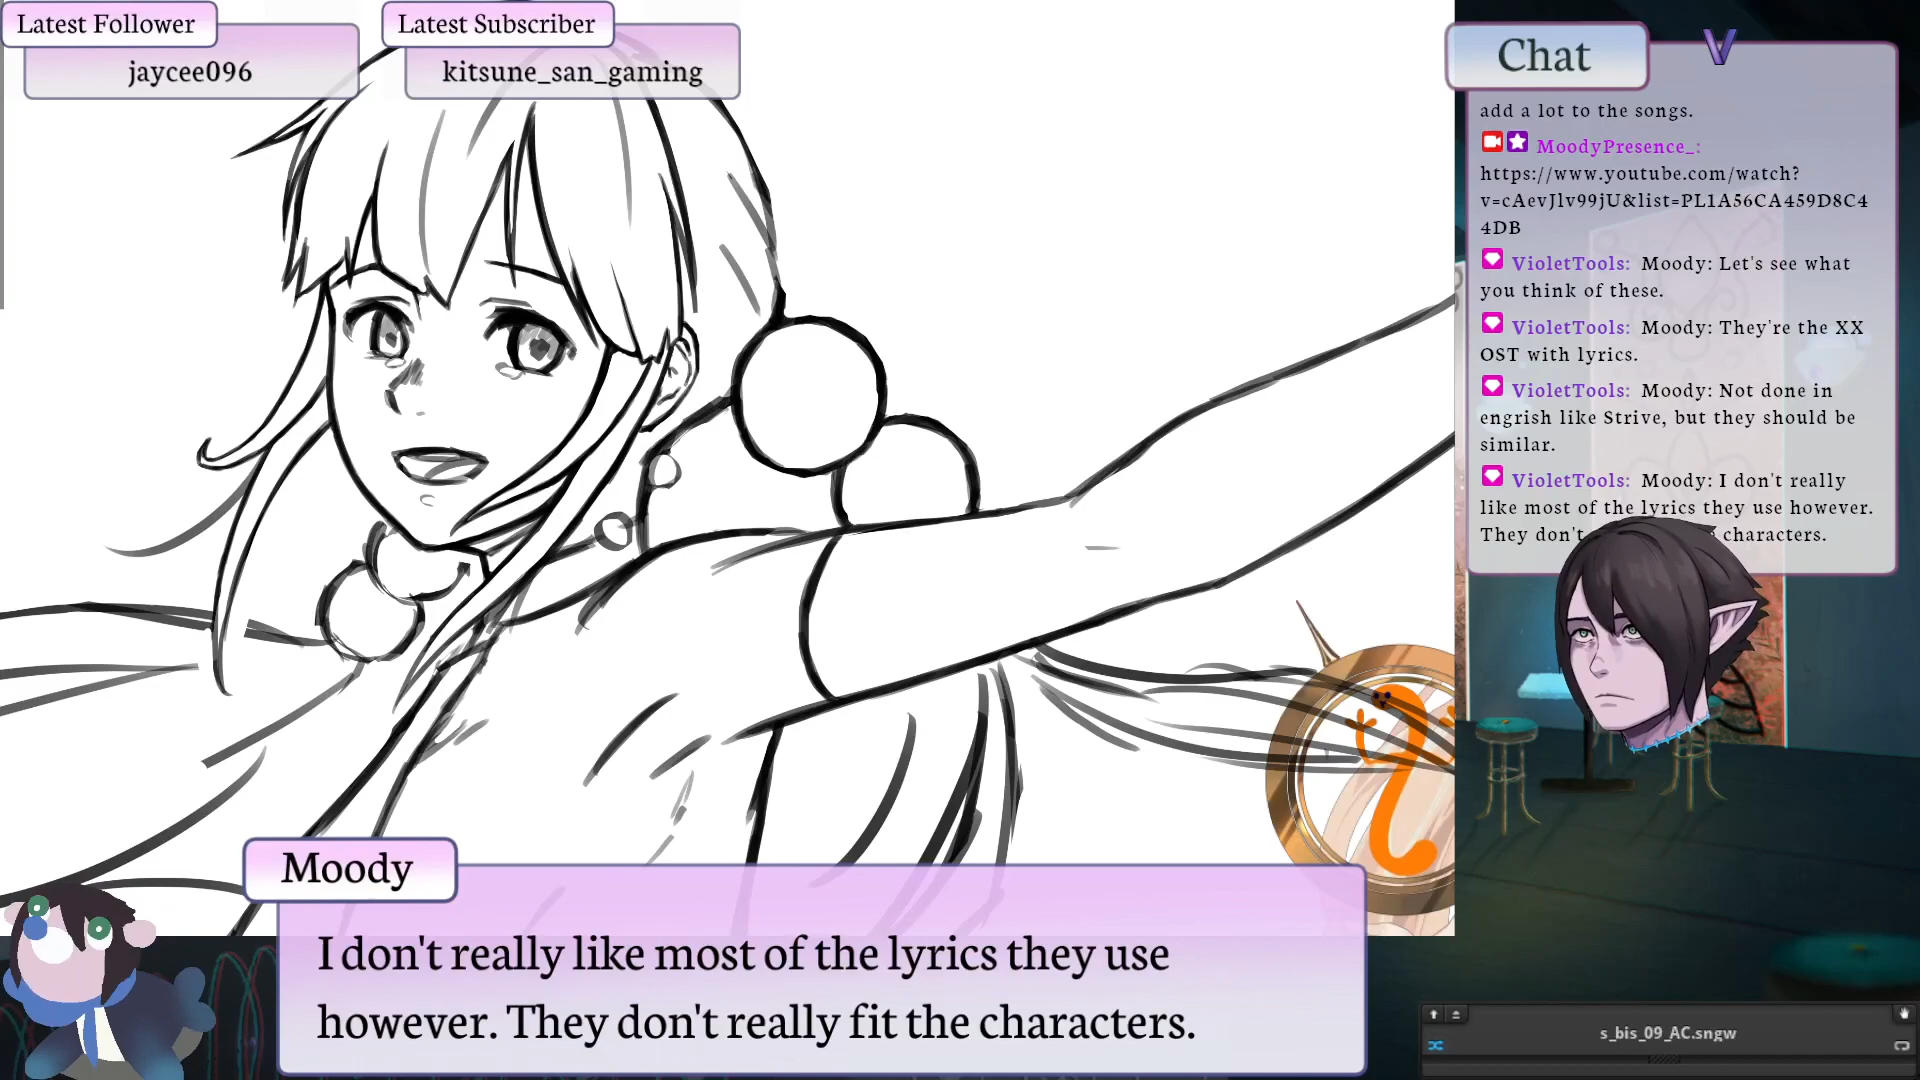 Latest Follower
jaycee096
Latest Subscriber
kitsune_san_gaming
Chat
add a lot to the songs.
MoodyPresence_:
https://www.youtube.com/watch?
v=cAevJlv99jU&list=PL1A56CA459D8C4
4DB
VioletTools: Moody: Let's see what
you think of these.
VioletTools: Moody: They're the XX
OST with lyrics.
VioletTools: Moody: Not done in
engrish like Strive, but they should be
similar.
VioletTools: Moody: I don't really
like most of the lyrics they use however.
They don't characters.
Moody
I don't really like most of the lyrics they use
however. They don't really fit the characters.
s_bis_09_AC.sngw